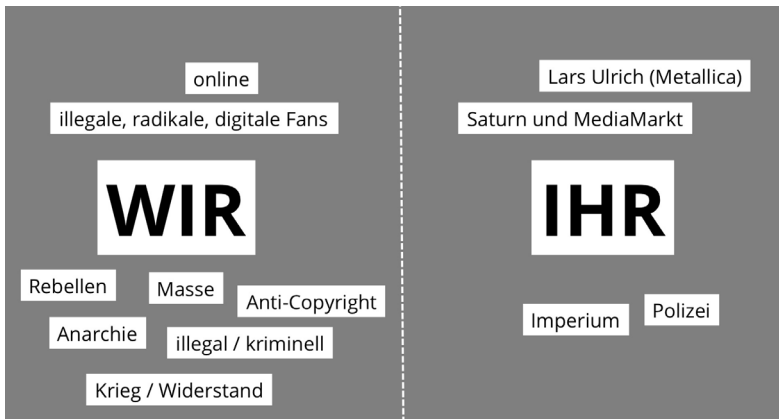 online
illegale, radikale, digitale Fans
WIR
Rebellen
Masse
Anti-Copyright
Anarchie
illegal / kriminell
Krieg / Widerstand
Lars Ulrich (Metallica)
Saturn und MediaMarkt
IHR
Imperium
Polizei